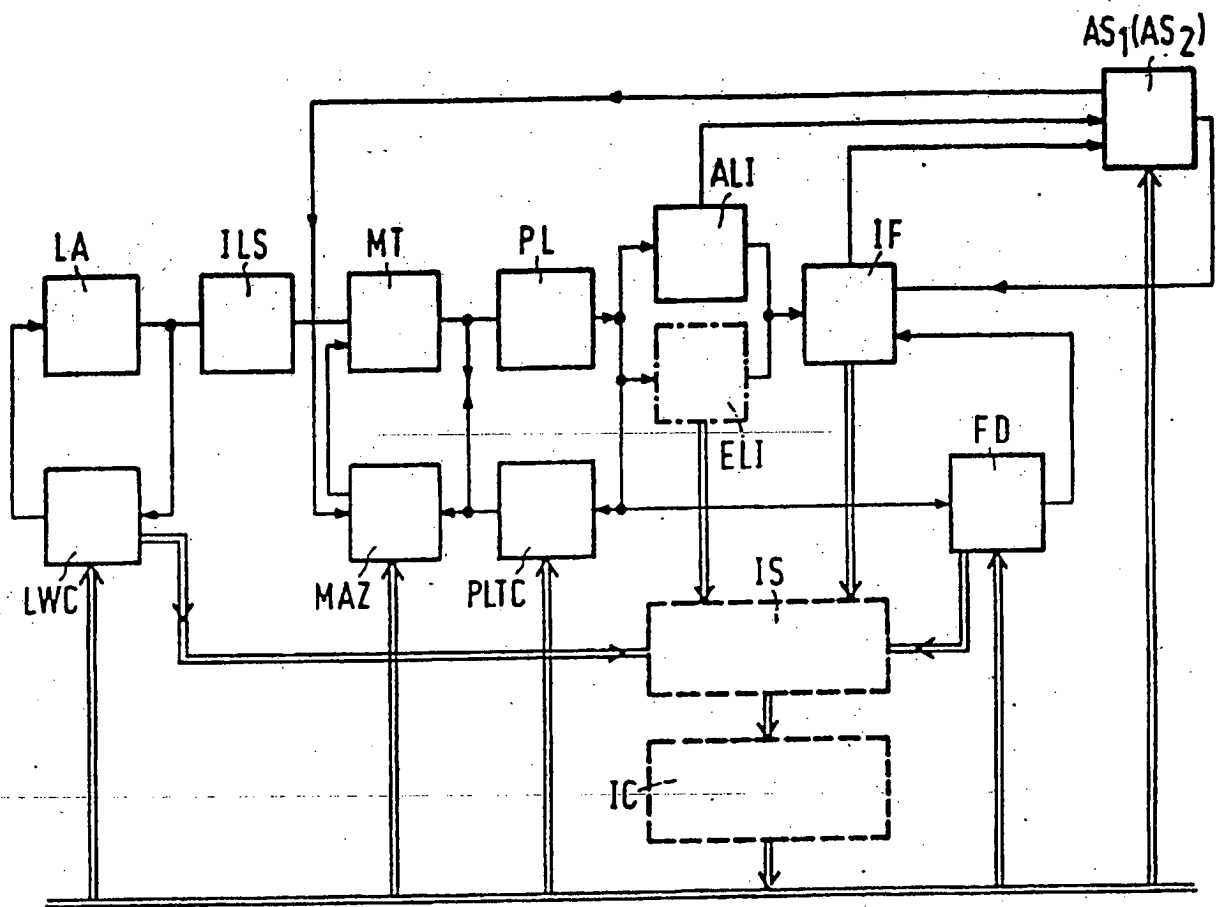 AS1(AS2)
ALI
LA
ILS
MT
PL
IF
ELI
FD
LWC
MAZ
PLTC
IS
IC